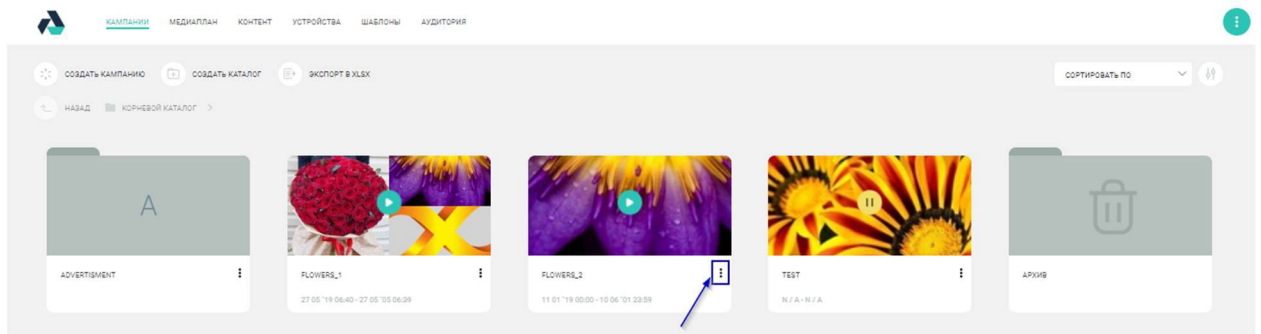 КАМПАНИИ МЕДИАПЛАН КОНТЕНТ УСТРОЙСТВА ШАБЛОНЫ АУДИТОРИЯ
СОЗДАТЬ КАМПАНИЮ СОЗДАТЬ КАТАЛОГ ЭКСПОРТ В XLSX СОРТИРОВАТЬ ПО
НАЗАД КОРНЕВОЙ КАТАЛОГ >
A
ADVERTISMENT FLOWERS_1 FLOWERS_2 TEST АРХИВ
27 05 '19 06:40 - 27 05 '05 06:39 11 01 '19 00:00 - 10 06 '01 23:59 N / A - N / A